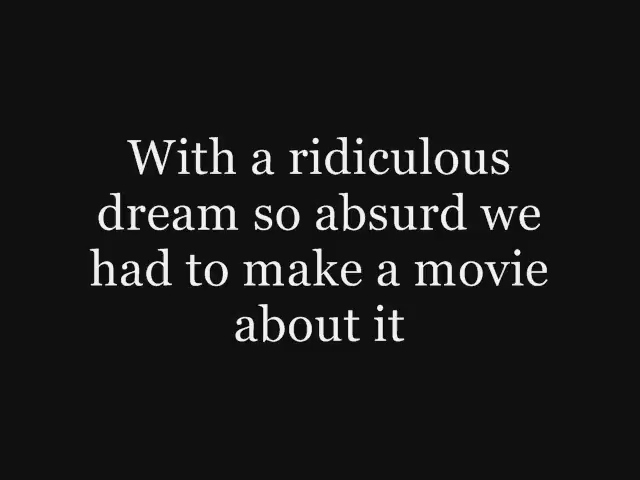 With a ridiculous
dream so absurd we
had to make a movie
about it